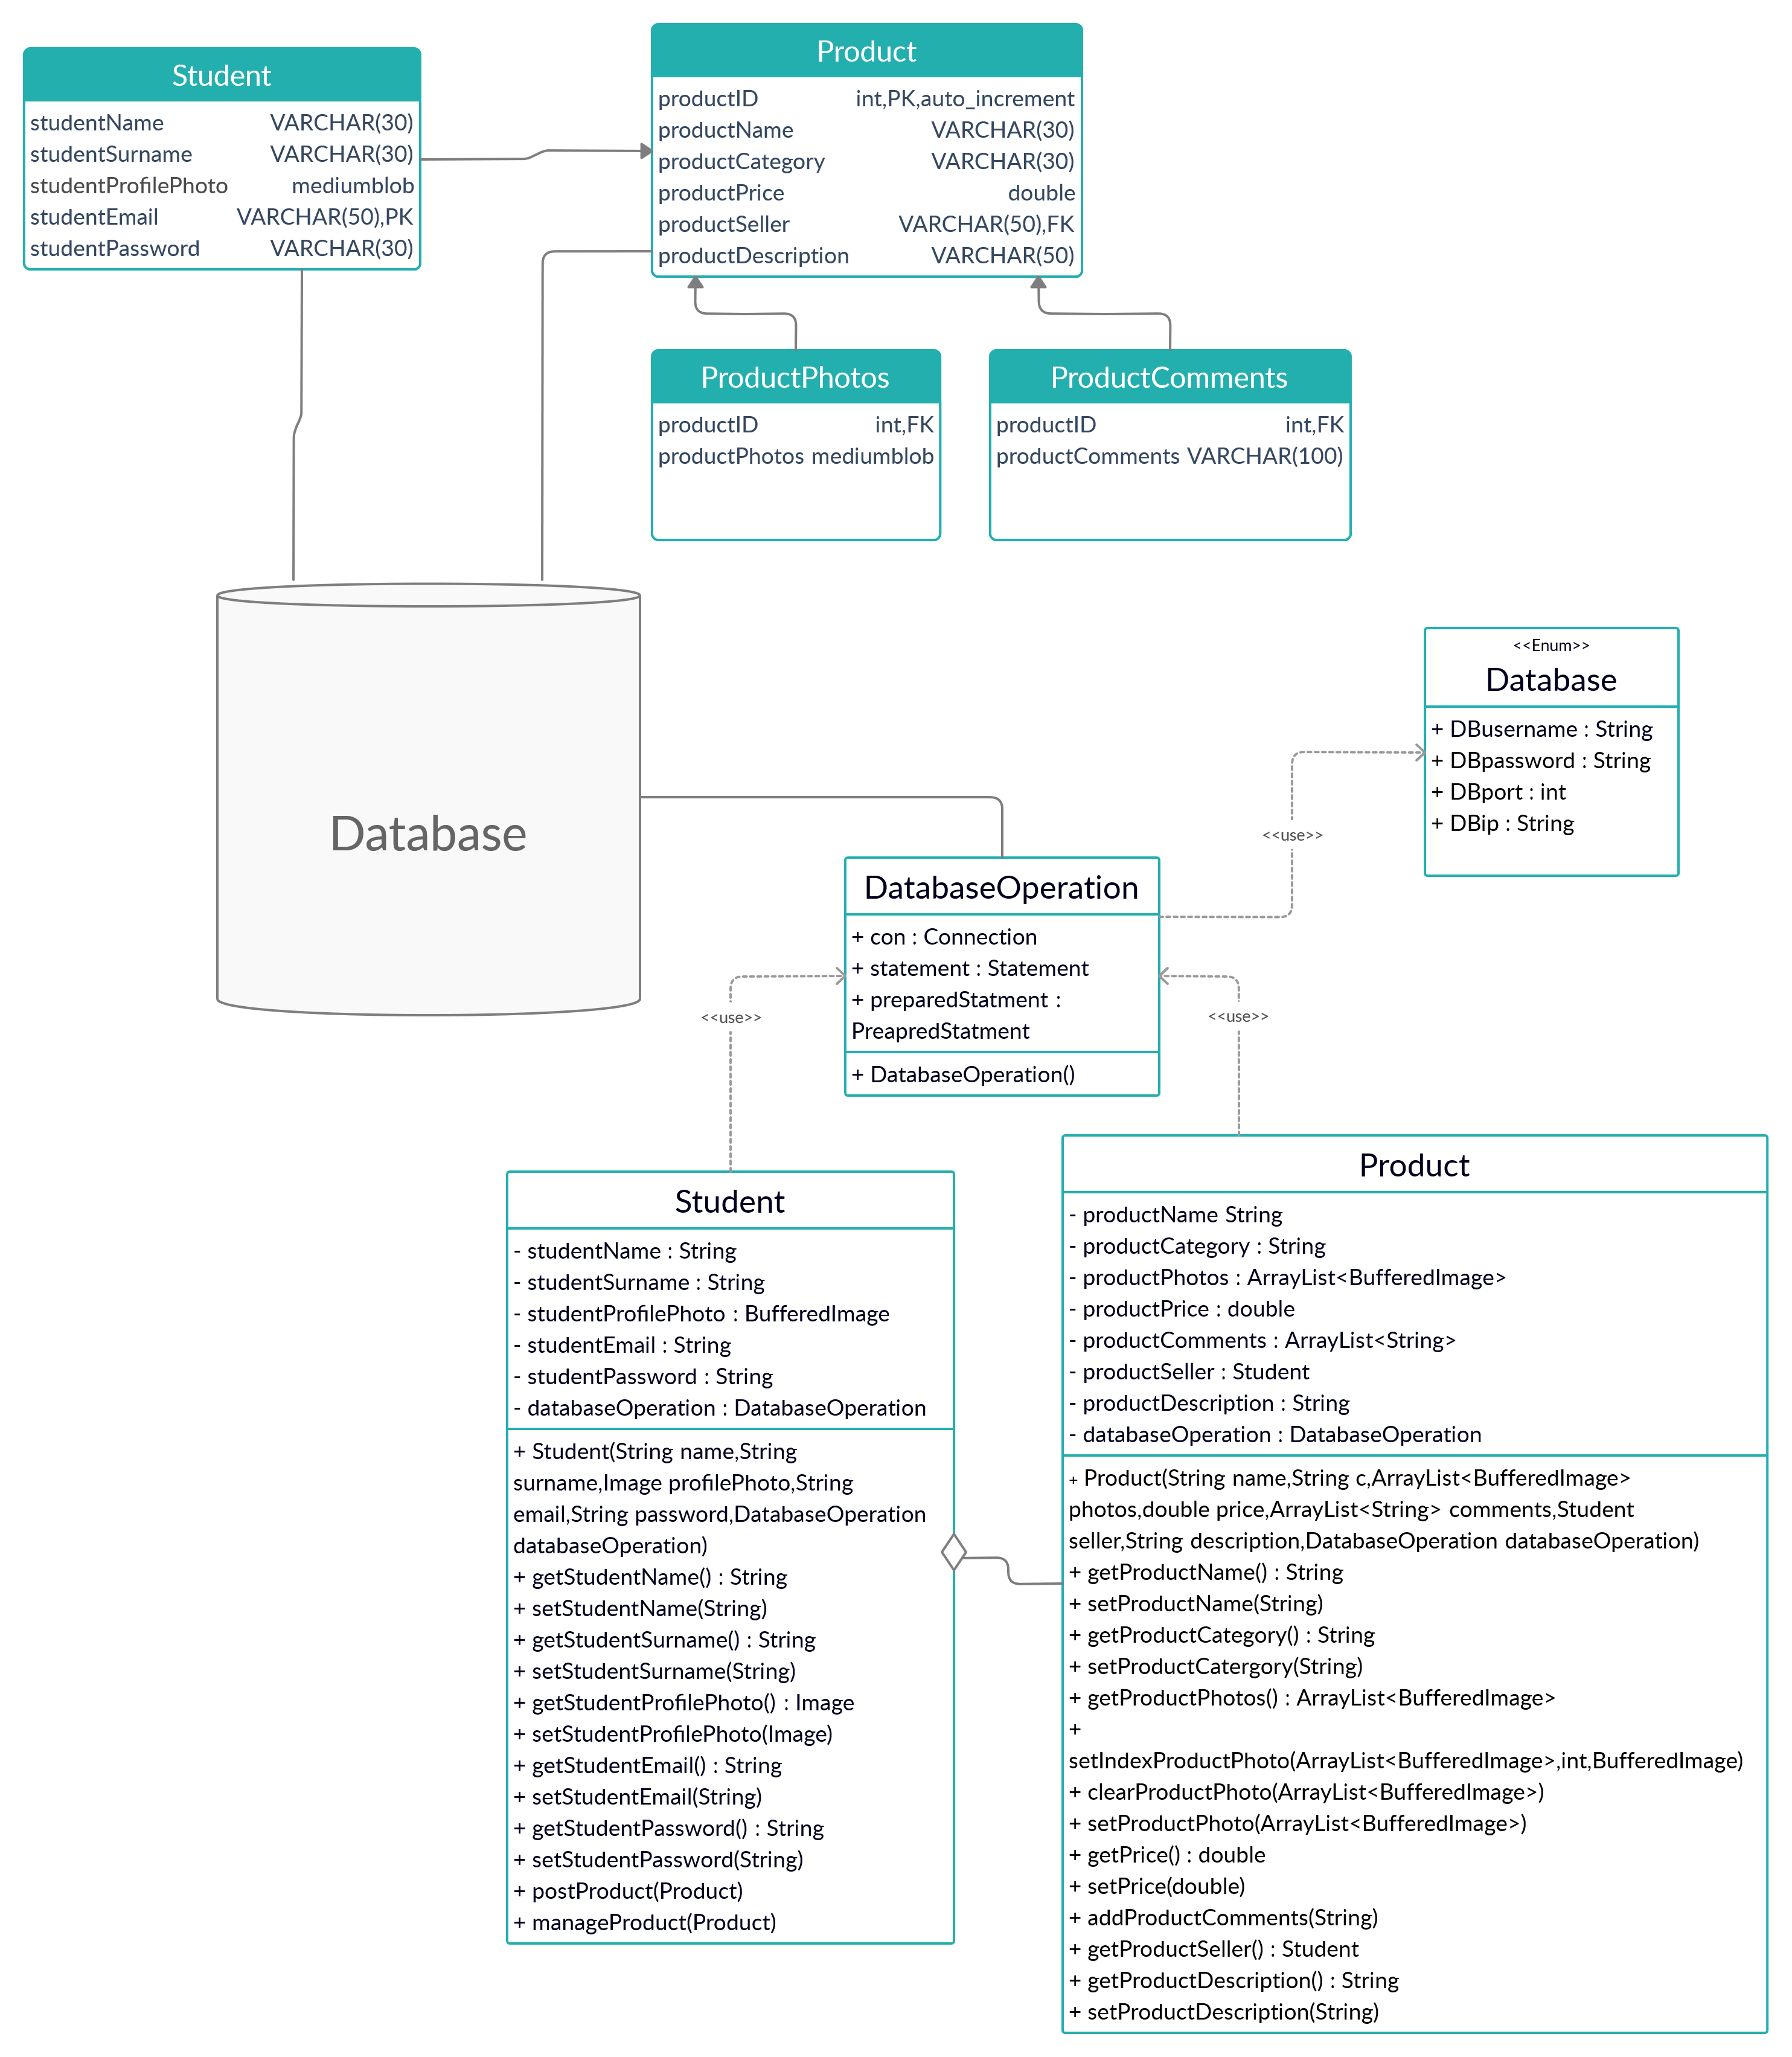 Student
studentName VARCHAR(30)
studentSurname VARCHAR(30)
studentProfilePhoto mediumblob
studentEmail VARCHAR(50),PK
studentPassword VARCHAR(30)
Product
productID int,PK,auto_increment
productName VARCHAR(30)
productCategory VARCHAR(30)
productPrice double
productSeller VARCHAR(50),FK
productDescription VARCHAR(50)
ProductPhotos
productID int,FK
productPhotos mediumblob
ProductComments
productID int,FK
productComments VARCHAR(100)
Database
<<Enum>>
Database
+ DBusername : String
+ DBpassword : String
+ DBport : int
+ DBip : String
<<use>>
DatabaseOperation
+ con : Connection
+ statement : Statement
+ preparedStatment :
PreapredStatment
+ DatabaseOperation()
<<use>>
<<use>>
Student
- studentName : String
- studentSurname : String
- studentProfilePhoto : BufferedImage
- studentEmail : String
- studentPassword : String
- databaseOperation : DatabaseOperation
+ Student(String name,String
surname,Image profilePhoto,String
email,String password,DatabaseOperation
databaseOperation)
+ getStudentName() : String
+ setStudentName(String)
+ getStudentSurname() : String
+ setStudentSurname(String)
+ getStudentProfilePhoto() : Image
+ setStudentProfilePhoto(Image)
+ getStudentEmail() : String
+ setStudentEmail(String)
+ getStudentPassword() : String
+ setStudentPassword(String)
+ postProduct(Product)
+ manageProduct(Product)
Product
- productName String
- productCategory : String
- productPhotos : ArrayList<BufferedImage>
- productPrice : double
- productComments : ArrayList<String>
- productSeller : Student
- productDescription : String
- databaseOperation : DatabaseOperation
+ Product(String name,String c,ArrayList<BufferedImage>
photos,double price,ArrayList<String> comments,Student
seller,String description,DatabaseOperation databaseOperation)
+ getProductName() : String
+ setProductName(String)
+ getProductCategory() : String
+ setProductCatergory(String)
+ getProductPhotos() : ArrayList<BufferedImage>
+
setIndexProductPhoto(ArrayList<BufferedImage>,int,BufferedImage)
+ clearProductPhoto(ArrayList<BufferedImage>)
+ setProductPhoto(ArrayList<BufferedImage>)
+ getPrice() : double
+ setPrice(double)
+ addProductComments(String)
+ getProductSeller() : Student
+ getProductDescription() : String
+ setProductDescription(String)